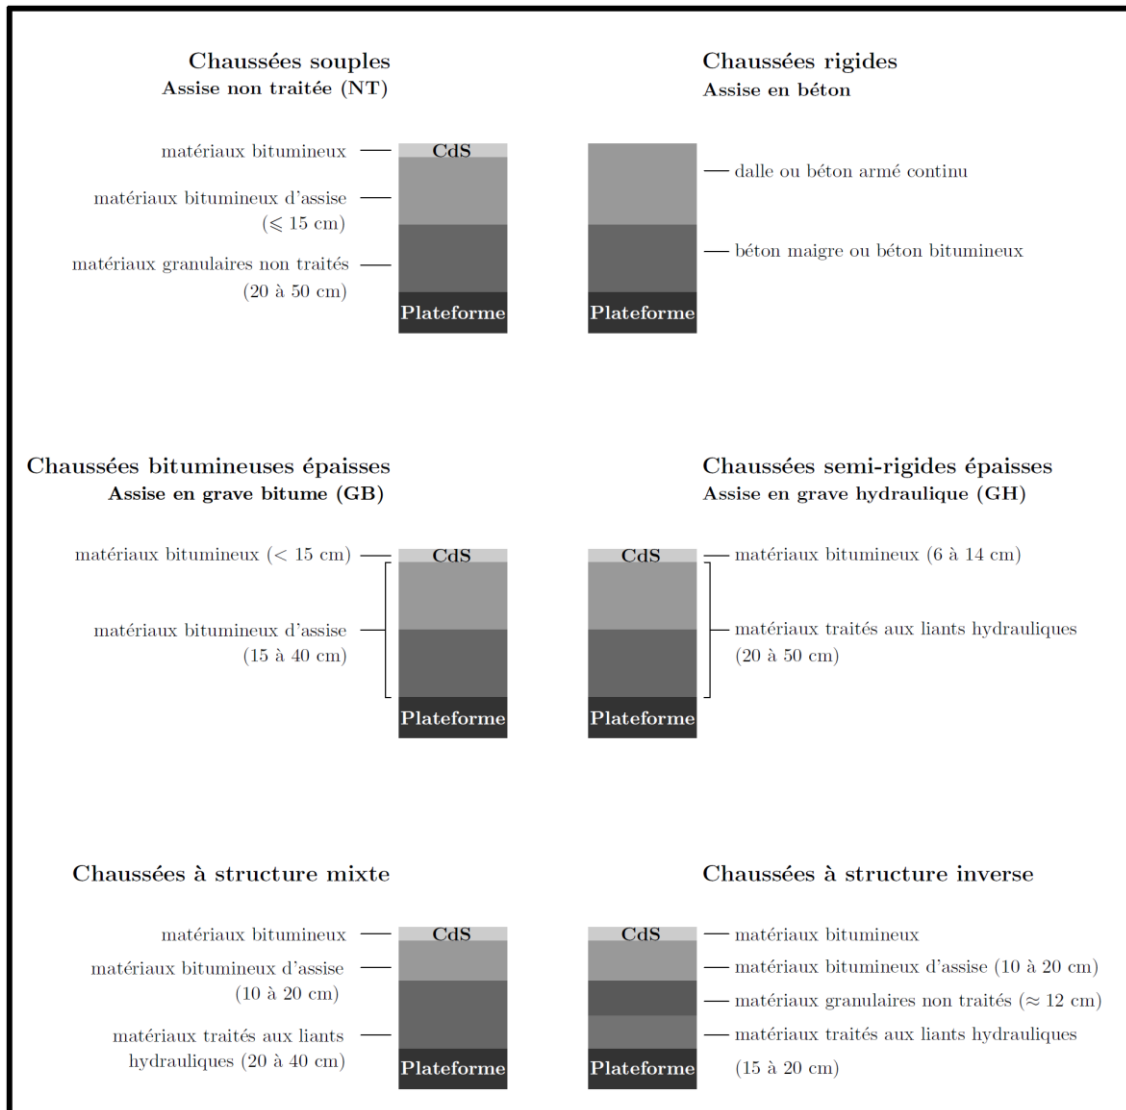 Chaussées souples
Assise non traitée (NT)
matériaux bitumineux
CdS
matériaux bitumineux d'assise
(⩽ 15 cm)
matériaux granulaires non traités
(20 à 50 cm)
Plateforme
Chaussées rigides
Assise en béton
dalle ou béton armé continu
béton maigre ou béton bitumineux
Plateforme
Chaussées bitumineuses épaisses
Assise en grave bitume (GB)
matériaux bitumineux (< 15 cm)
CdS
matériaux bitumineux d'assise
(15 à 40 cm)
Plateforme
Chaussées semi-rigides épaisses
Assise en grave hydraulique (GH)
CdS
matériaux bitumineux (6 à 14 cm)
matériaux traités aux liants hydrauliques
(20 à 50 cm)
Plateforme
Chaussées à structure mixte
matériaux bitumineux
CdS
matériaux bitumineux d'assise
(10 à 20 cm)
matériaux traités aux liants
hydrauliques (20 à 40 cm)
Plateforme
Chaussées à structure inverse
CdS
matériaux bitumineux
matériaux bitumineux d'assise (10 à 20 cm)
matériaux granulaires non traités (≈ 12 cm)
matériaux traités aux liants hydrauliques
(15 à 20 cm)
Plateforme